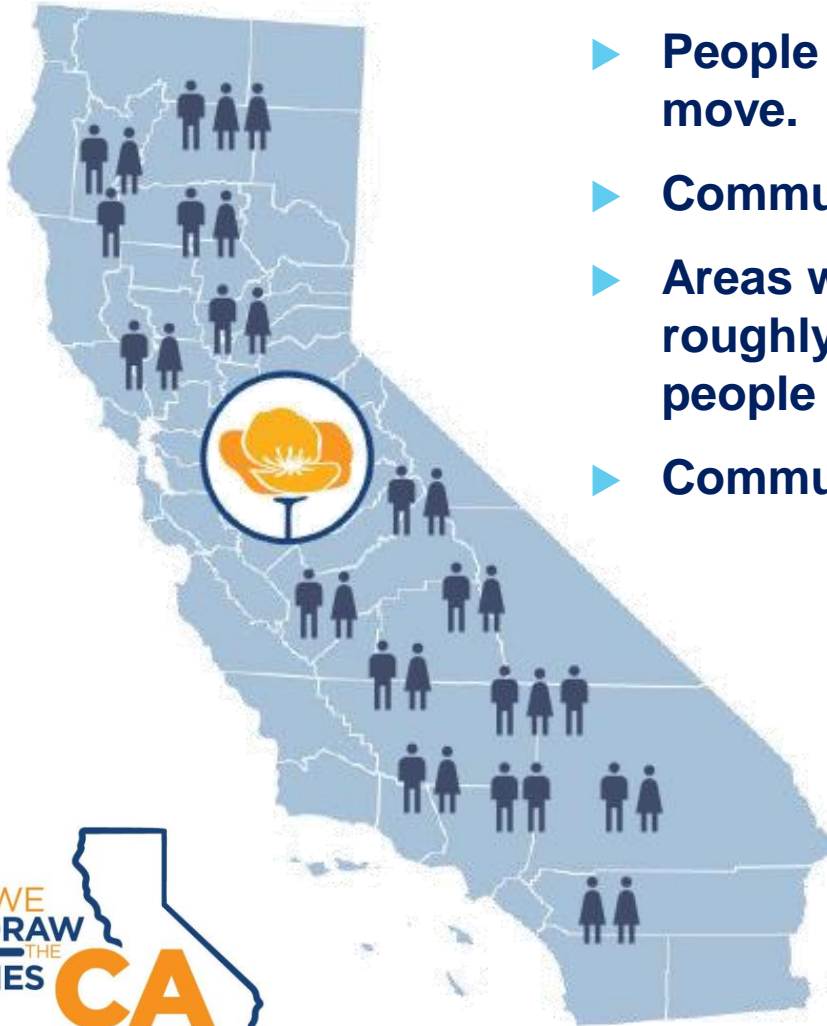 People
move.
Commu
Areas w
roughly
people
Commu
WE
RAW
THE
ES
CA